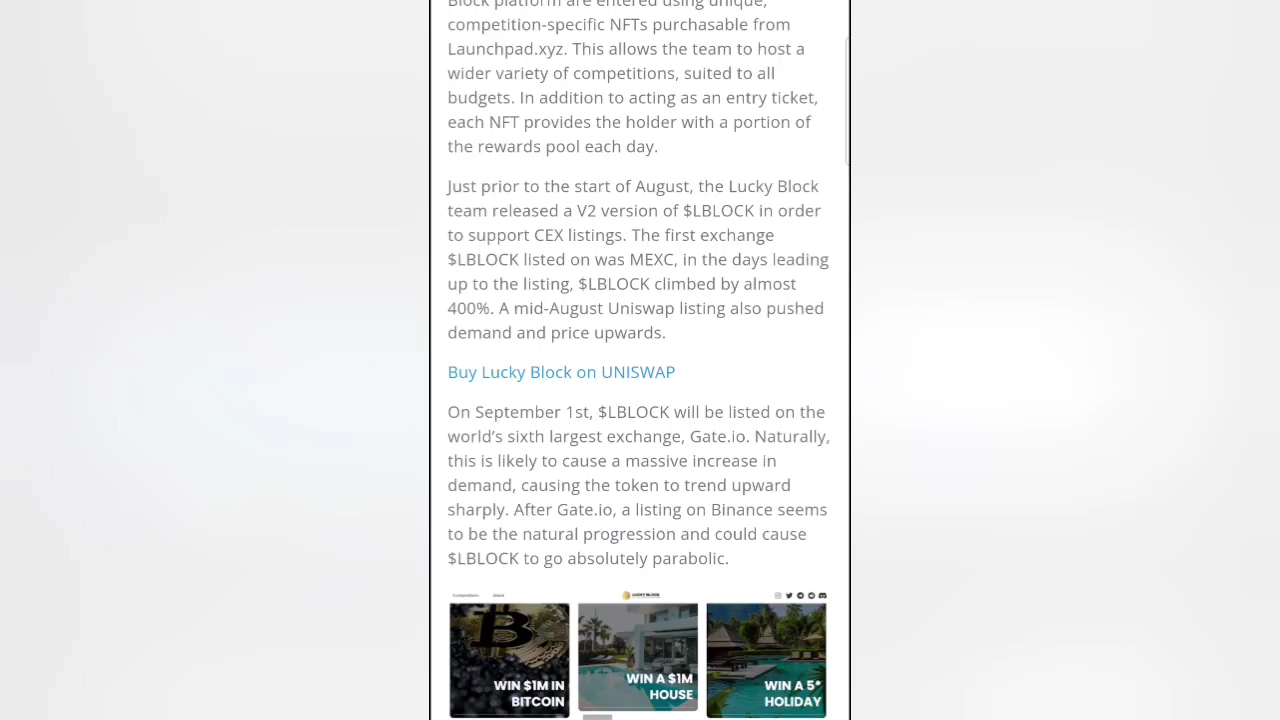 Block platform are entered using unique,
competition-specific NFTs purchasable from
Launchpad.xyz. This allows the team to host a
wider variety of competitions, suited to all
budgets. In addition to acting as an entry ticket,
each NFT provides the holder with a portion of
the rewards pool each day.
Just prior to the start of August, the Lucky Block
team released a V2 version of $LBLOCK in order
to support CEX listings. The first exchange
$LBLOCK listed on was MEXC, in the days leading
up to the listing, $LBLOCK climbed by almost
400%. A mid-August Uniswap listing also pushed
demand and price upwards.
Buy Lucky Block on UNISWAP
On September 1st, $LBLOCK will be listed on the
world’s sixth largest exchange, Gate.io. Naturally,
this is likely to cause a massive increase in
demand, causing the token to trend upward
sharply. After Gate.io, a listing on Binance seems
to be the natural progression and could cause
$LBLOCK to go absolutely parabolic.
Competitions About LUCKY BLOCK
WIN $1M IN
BITCOIN
WIN A $1M
HOUSE
WIN A 5*
HOLIDAY